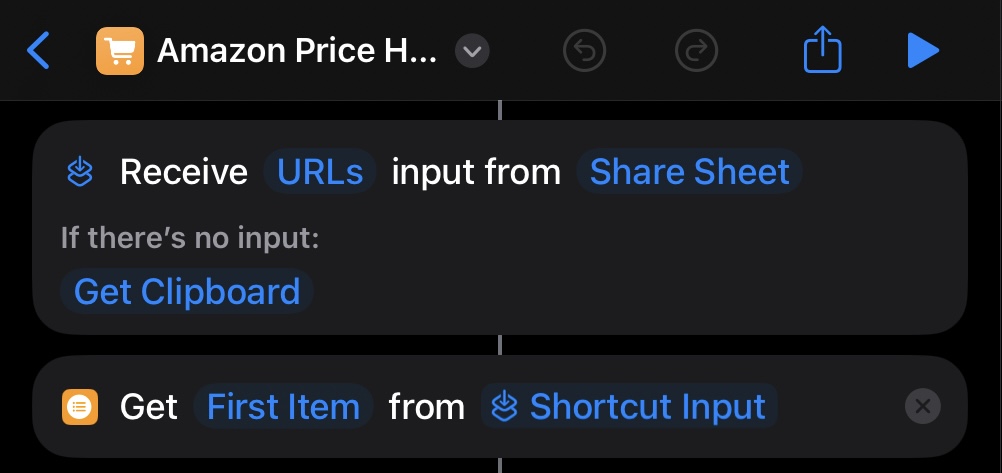 Amazon Price H...
Receive URLs input from Share Sheet
If there’s no input:
Get Clipboard
Get First Item from Shortcut Input